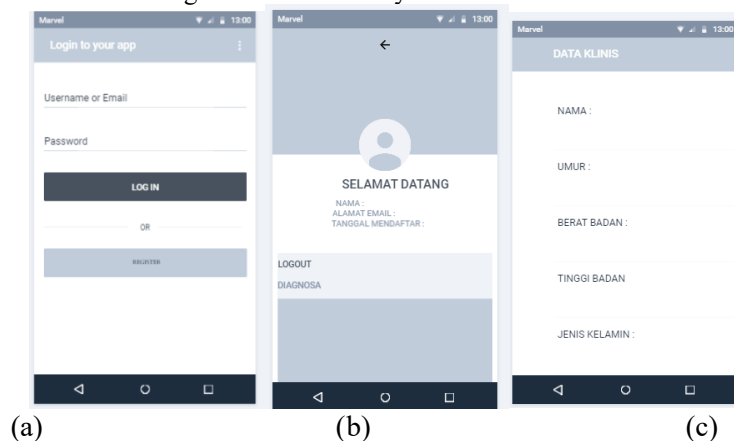 Marvel 13:00
Login to your app
Username or Email
Password
LOG IN
OR
REGISTER
Marvel 13:00
SELAMAT DATANG
NAMA :
ALAMAT EMAIL :
TANGGAL MENDAFTAR :
LOGOUT
DIAGNOSA
Marvel 13:00
DATA KLINIS
NAMA :
UMUR :
BERAT BADAN :
TINGGI BADAN
JENIS KELAMIN :
(a) (b) (c)